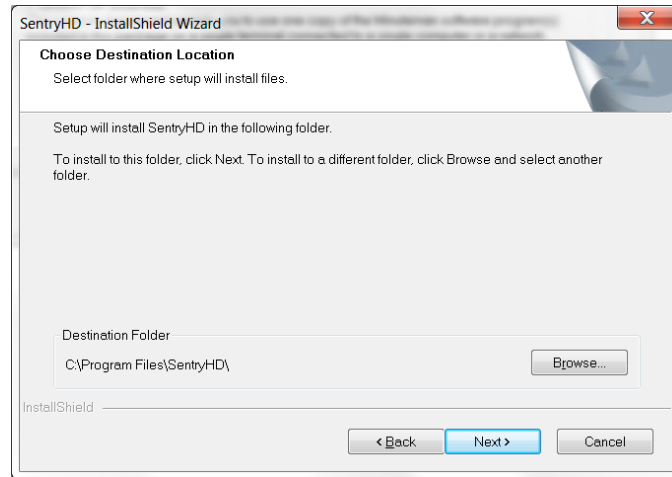 SentryHD - InstallShield Wizard
Choose Destination Location
Select folder where setup will install files.
Setup will install SentryHD in the following folder.
To install to this folder, click Next. To install to a different folder, click Browse and select another
folder.
Destination Folder
C:\Program Files\SentryHD\
Browse...
InstallShield
< Back
Next >
Cancel